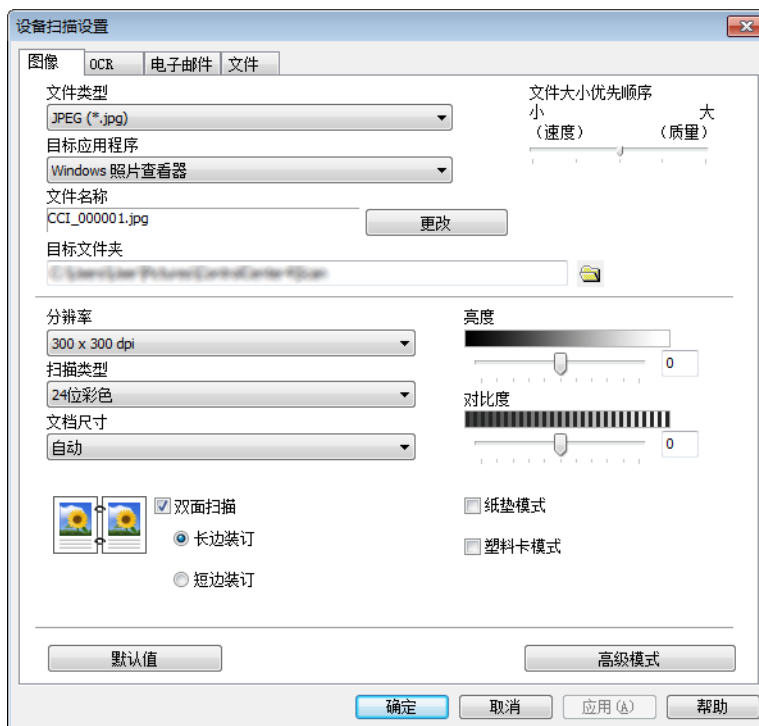 设备扫描设置
图像 OCR 电子邮件 文件
文件类型
JPEG (*.jpg)
目标应用程序
Windows 照片查看器
文件名称
CCI_000001.jpg
更改
目标文件夹
文件大小优先顺序
小 大
（速度） （质量）
分辨率
300 x 300 dpi
扫描类型
24位彩色
文档尺寸
自动
亮度
0
对比度
0
双面扫描
长边装订
短边装订
纸垫模式
塑料卡模式
默认值 高级模式
确定 取消 应用(A) 帮助